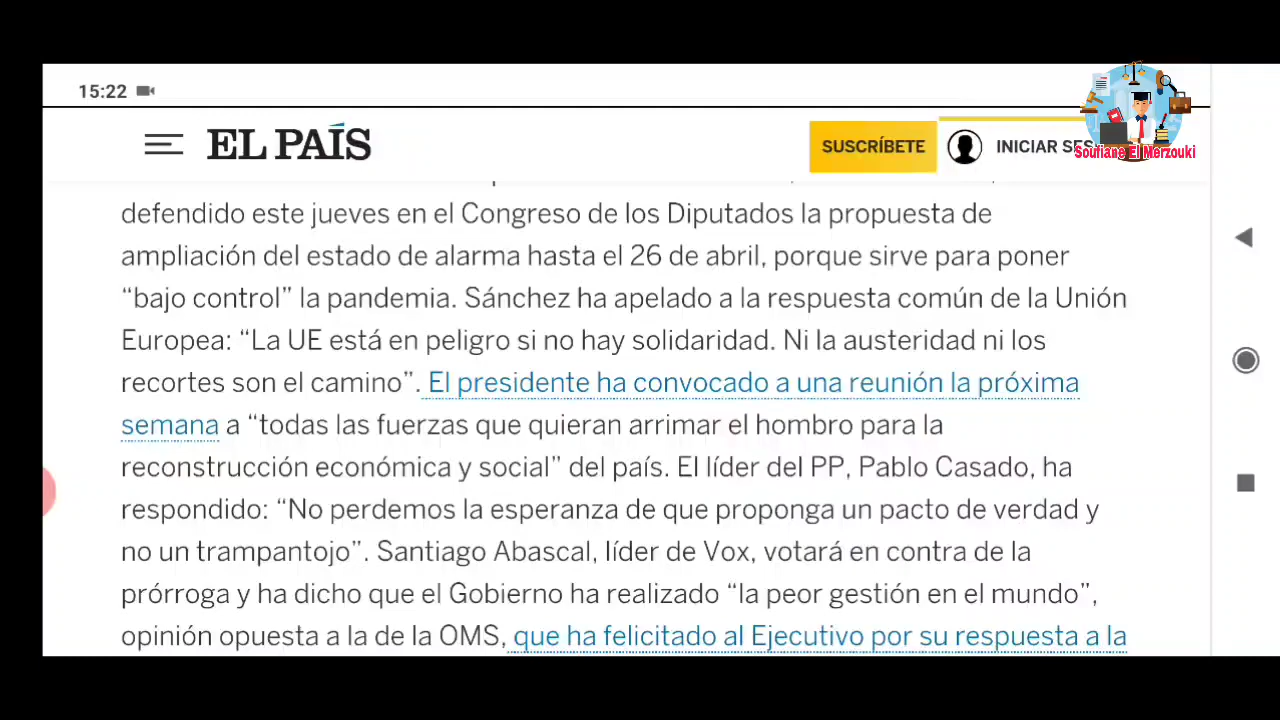 15:22
EL PAÍS
SUSCRÍBETE
INICIAR SES
Soufiane El Merzouki
defendido este jueves en el Congreso de los Diputados la propuesta de
ampliación del estado de alarma hasta el 26 de abril, porque sirve para poner
“bajo control” la pandemia. Sánchez ha apelado a la respuesta común de la Unión
Europea: “La UE está en peligro si no hay solidaridad. Ni la austeridad ni los
recortes son el camino”. El presidente ha convocado a una reunión la próxima
semana a “todas las fuerzas que quieran arrimar el hombro para la
reconstrucción económica y social” del país. El líder del PP, Pablo Casado, ha
respondido: “No perdemos la esperanza de que proponga un pacto de verdad y
no un trampantojo”. Santiago Abascal, líder de Vox, votará en contra de la
prórroga y ha dicho que el Gobierno ha realizado “la peor gestión en el mundo”,
opinión opuesta a la de la OMS, que ha felicitado al Ejecutivo por su respuesta a la